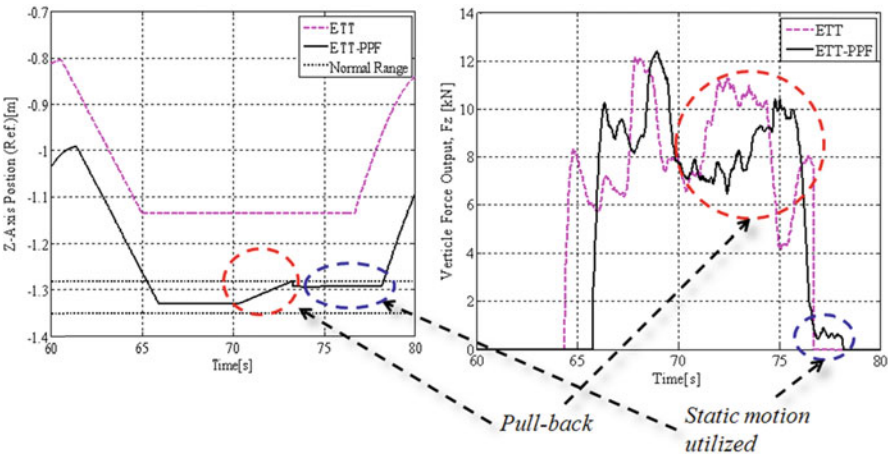 -0.7
-0.8
-0.9
-1
-1.1
-1.2
-1.3
-1.4
Z-Axis Postion (Ref.)[m]
60
65
70
75
80
Time[s]
ETT
ETT-PPF
Normal Range
14
12
10
8
6
4
2
0
Verticle Force Output, Fz [kN]
60
65
70
75
80
Time[s]
ETT
ETT-PPF
Pull-back
Static motion
utilized